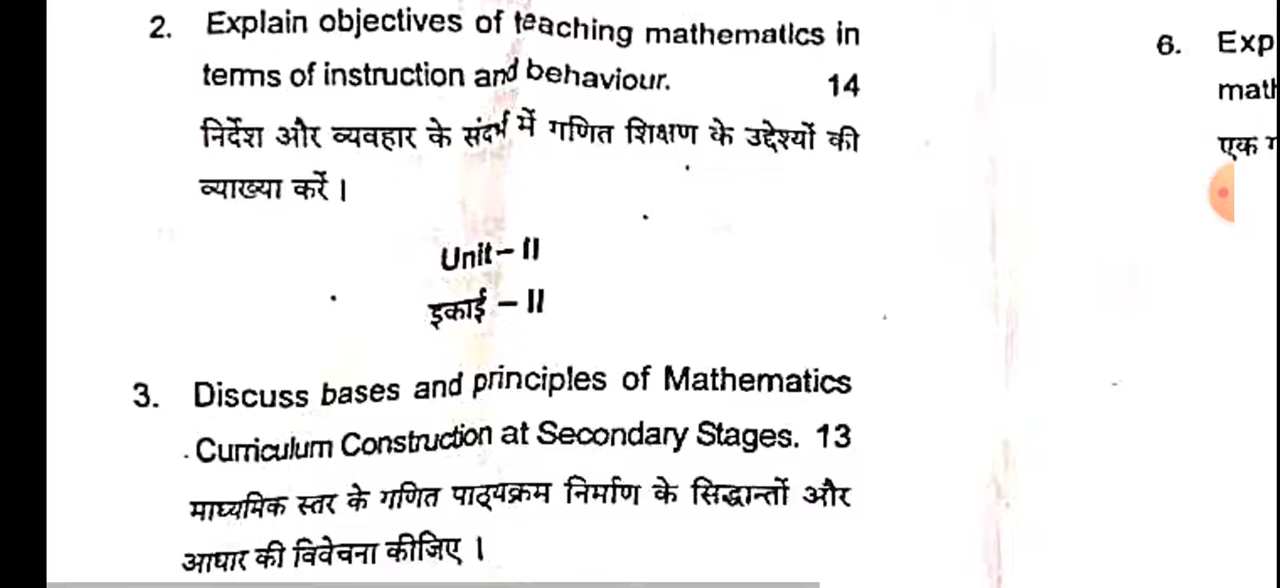 2. Explain objectives of teaching mathematics in
terms of instruction and behaviour. 14
निर्देश और व्यवहार के संदर्भ में गणित शिक्षण के उद्देश्यों की
व्याख्या करें ।
Unit – II
इकाई – II
3. Discuss bases and principles of Mathematics
Curriculum Construction at Secondary Stages. 13
माध्यमिक स्तर के गणित पाठ्यक्रम निर्माण के सिद्धान्तों और
आधार की विवेचना कीजिए ।
6. Exp
math
एक